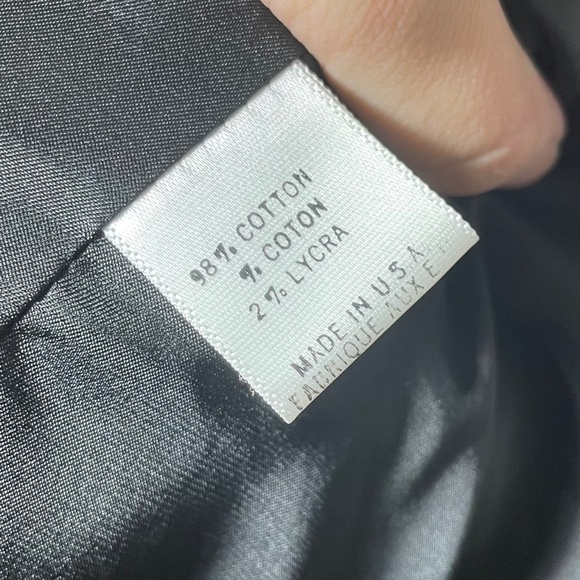 98% COTTON
% COTON
2% LYCRA
MADE IN U.S.A.
FABRIQUE AUX E